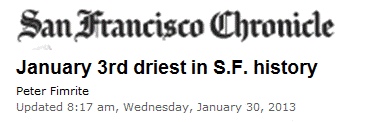 San Francisco Chronicle
January 3rd driest in S.F. history
Peter Fimrite
Updated 8:17 am, Wednesday, January 30, 2013